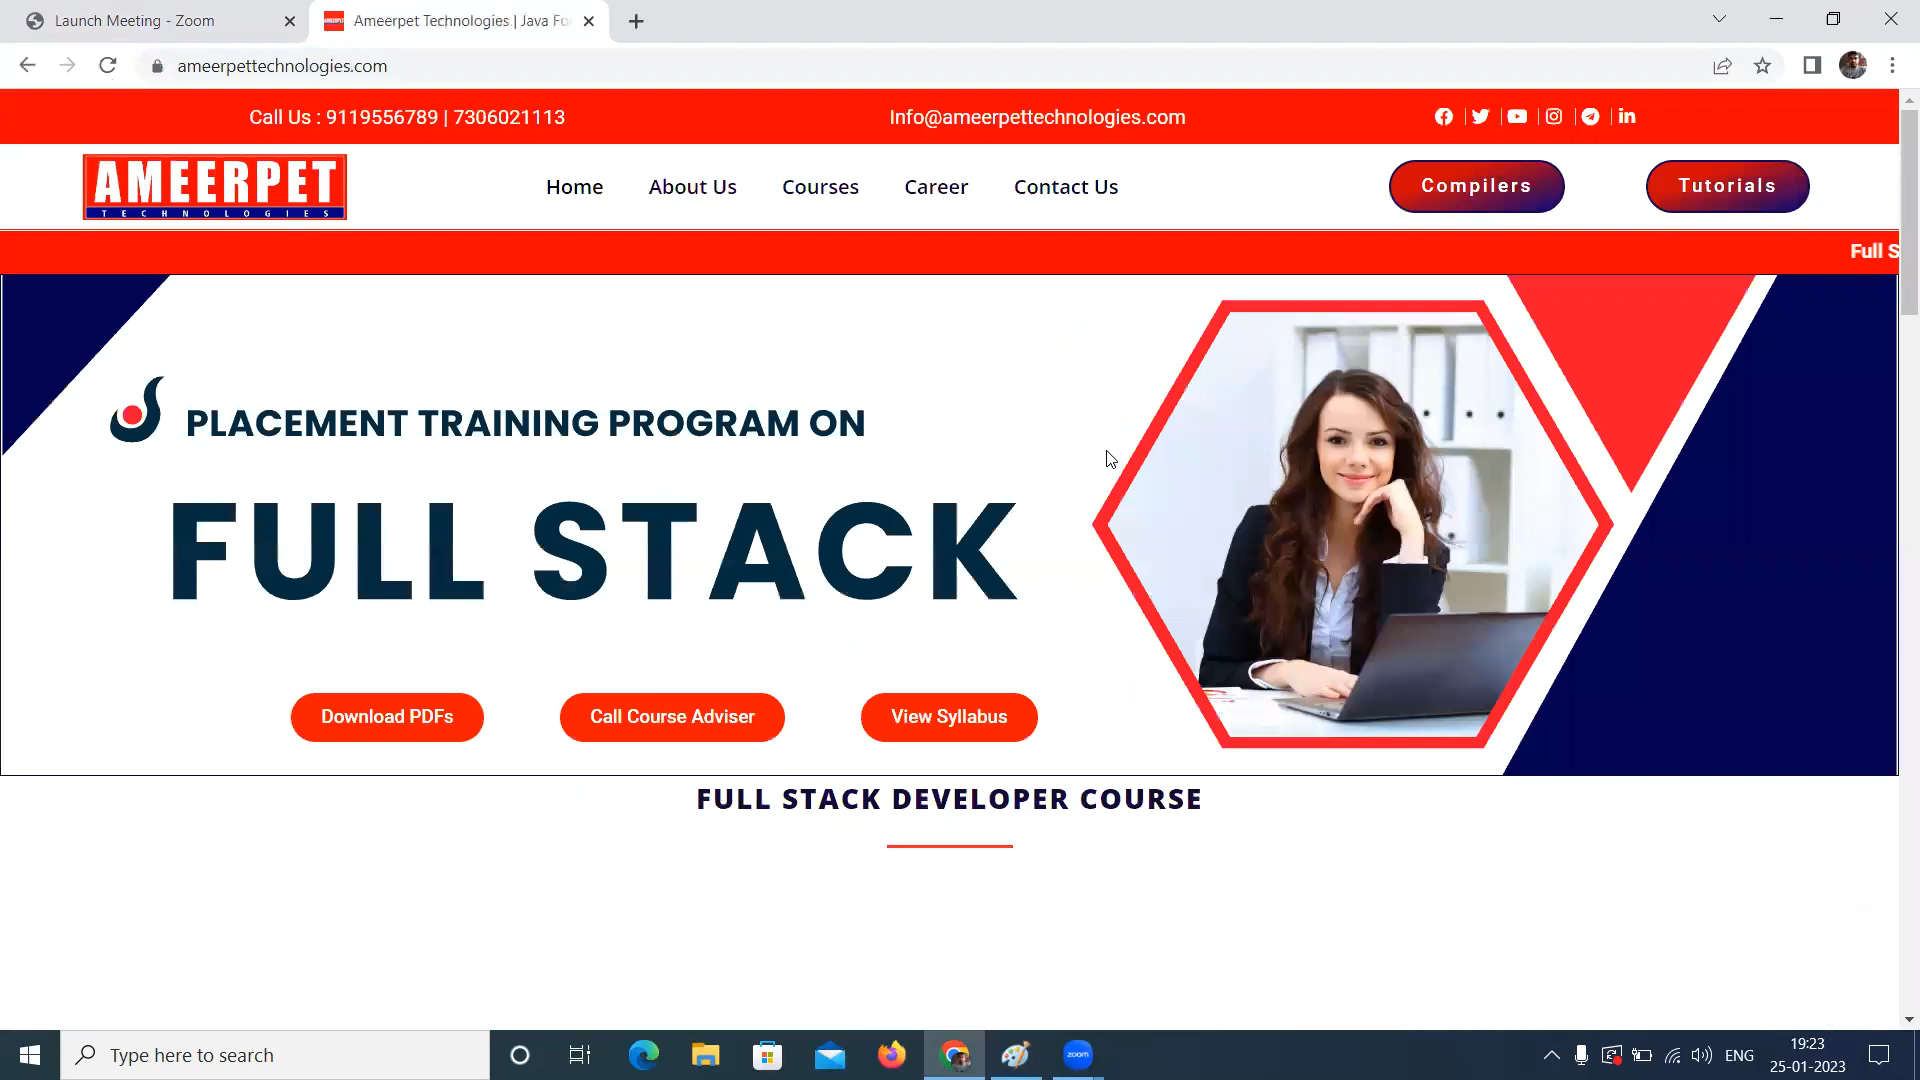 Launch Meeting - Zoom
Ameerpet Technologies | Java Fo
ameerpettechnologies.com
Call Us : 9119556789 | 7306021113
Info@ameerpettechnologies.com
AMEERPET
TECHNOLOGIES
Home
About Us
Courses
Career
Contact Us
Compilers
Tutorials
Full S
PLACEMENT TRAINING PROGRAM ON
FULL STACK
Download PDFs
Call Course Adviser
View Syllabus
FULL STACK DEVELOPER COURSE
Type here to search
zoom
ENG
19:23
25-01-2023